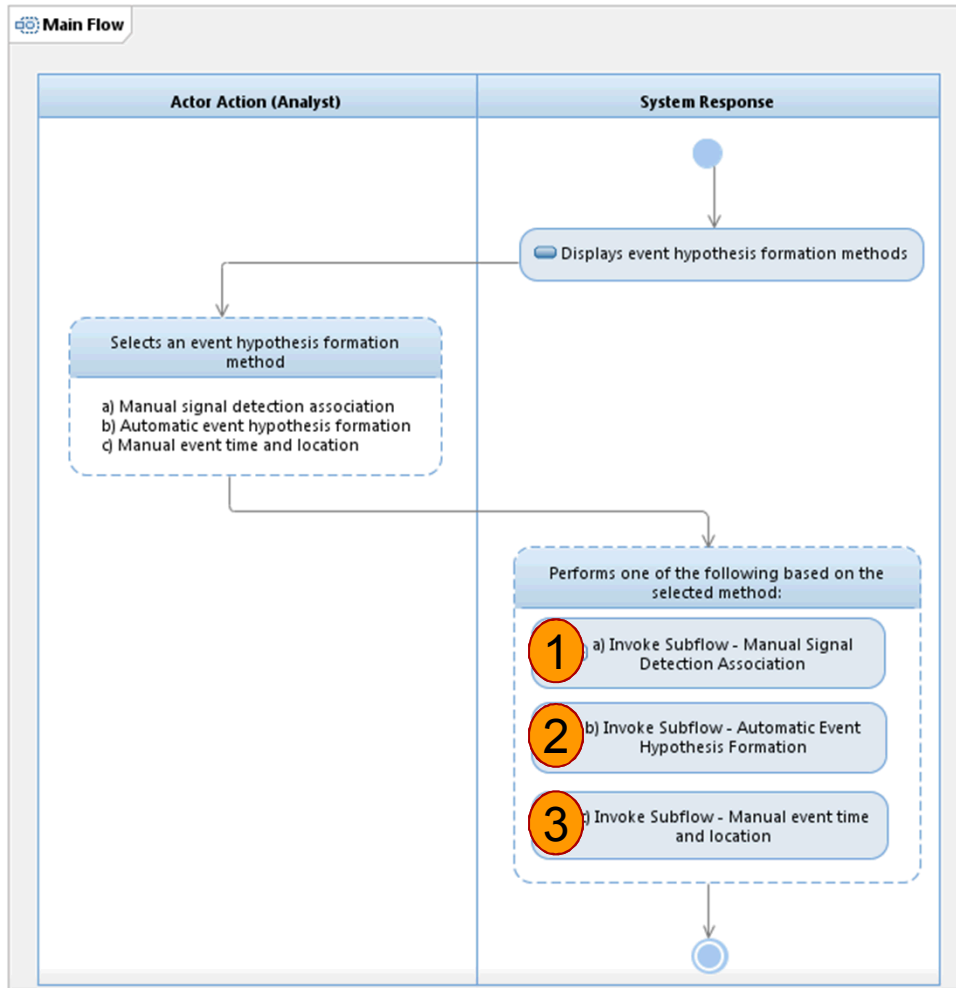 Main Flow
Actor Action (Analyst)
System Response
Displays event hypothesis formation methods
Selects an event hypothesis formation
method
a) Manual signal detection association
b) Automatic event hypothesis formation
c) Manual event time and location
Performs one of the following based on the
selected method:
1
a) Invoke Subflow - Manual Signal
Detection Association
2
b) Invoke Subflow - Automatic Event
Hypothesis Formation
3
) Invoke Subflow - Manual event time
and location